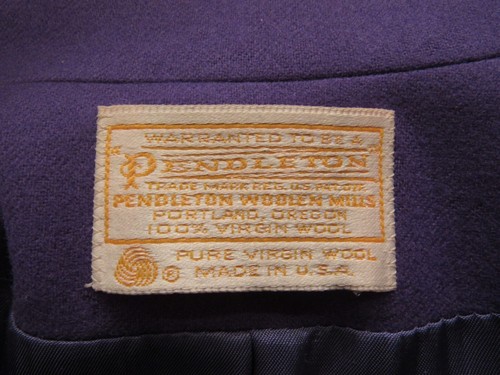 WARRANTED TO BE A
"PENDLETON"
TRADE MARK REG. U.S. PAT. OFF.
PENDLETON WOOLEN MILLS
PORTLAND, OREGON
100% VIRGIN WOOL
PURE VIRGIN WOOL
® MADE IN U.S.A.